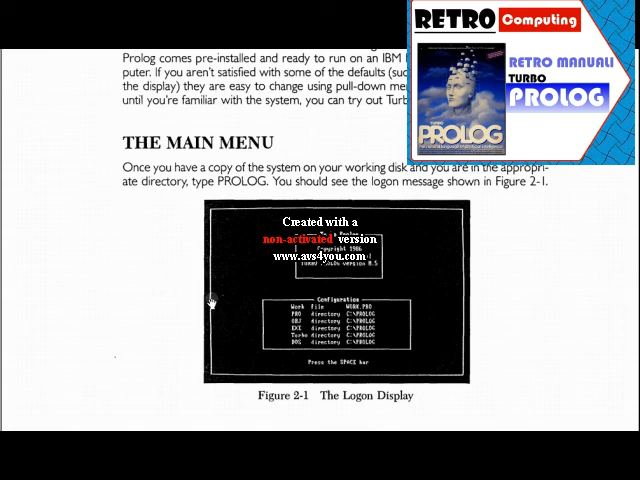 RETRO Computing
RETRO MANUALI
TURBO
PROLOG
TURBO
PROLOG
Prolog comes pre-installed and ready to run on an IBM
puter. If you aren't satisfied with some of the defaults
the display) they are easy to change using pull-down
until you're familiar with the system, you can try out
THE MAIN MENU
Once you have a copy of the system on your working disk and you are in the appropri-
ate directory, type PROLOG. You should see the logon message shown in Figure 2-1.
Created with a
non-activated version
www.avs4you.com
Copyright 1986
Configuration
Work File WORK.PRO
PRO directory C:\PROLOG
OBJ directory C:\PROLOG
EXE directory C:\PROLOG
Turbo directory C:\PROLOG
DOS directory C:\PROLOG
Press the SPACE bar
Figure 2-1 The Logon Display